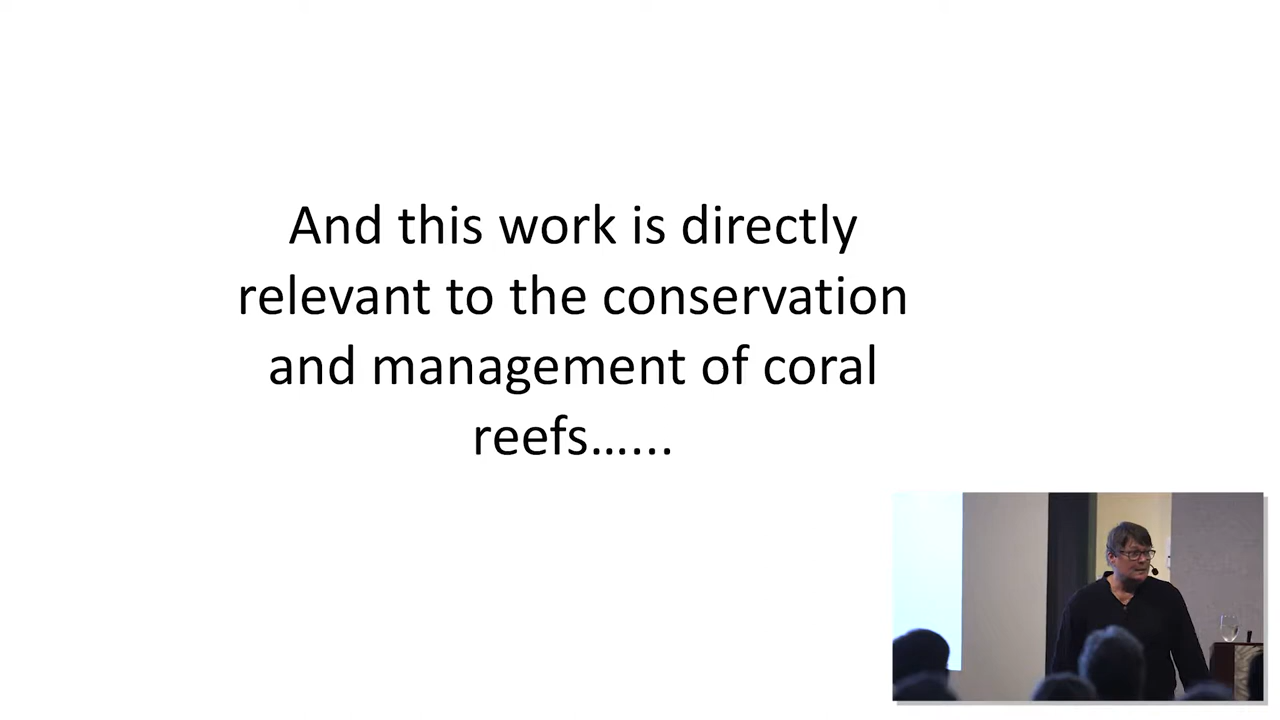 And this work is directly
relevant to the conservation
and management of coral
reefs…...